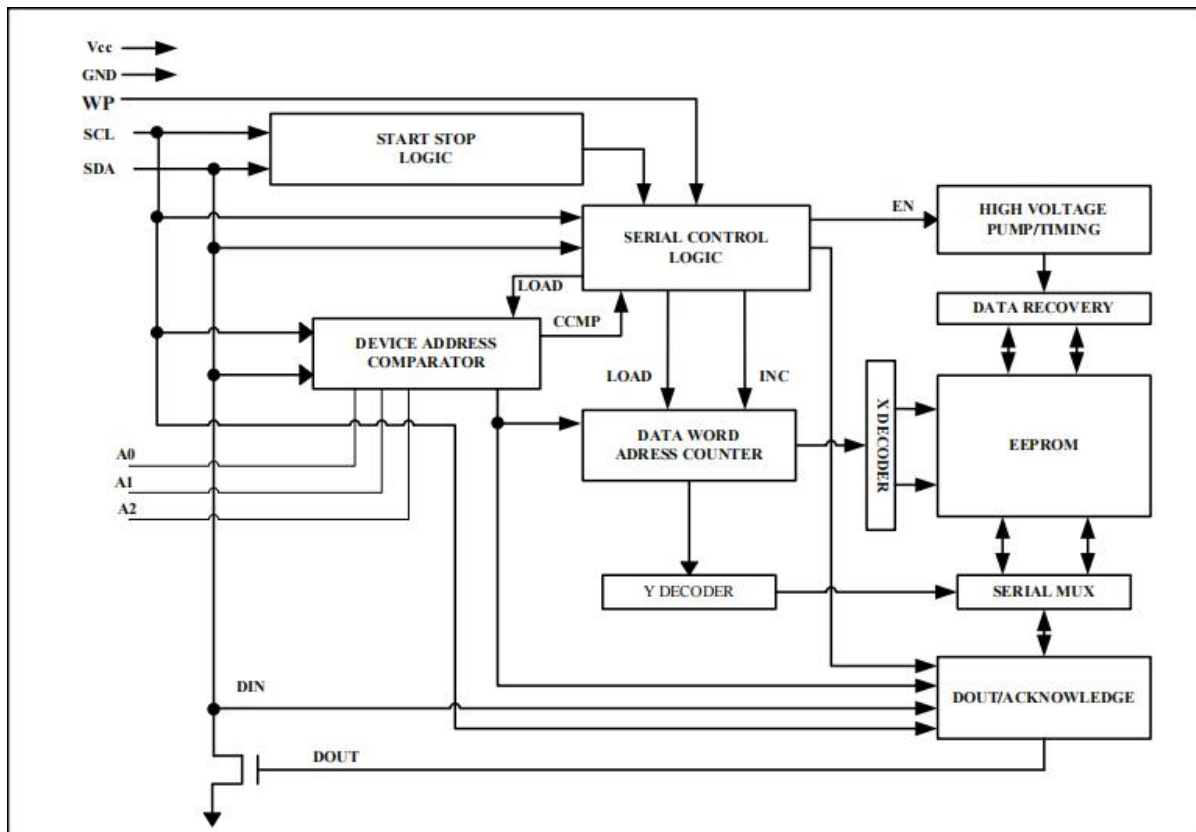 Vcc
GND
WP
SCL
SDA
START STOP
LOGIC
SERIAL CONTROL
LOGIC
EN
HIGH VOLTAGE
PUMP/TIMING
LOAD
CCMP
DATA RECOVERY
DEVICE ADDRESS
COMPARATOR
LOAD
INC
X DECODER
EEPROM
DATA WORD
ADRESS COUNTER
A0
A1
A2
Y DECODER
SERIAL MUX
DIN
DOUT/ACKNOWLEDGE
DOUT